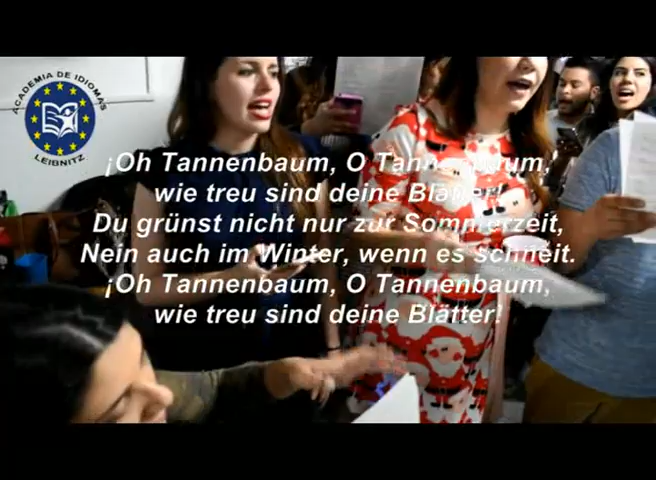 ACADEMIA DE IDIOMAS
LEIBNITZ
¡Oh Tannenbaum, O Tannenbaum,
wie treu sind deine Blätter!
Du grünst nicht nur zur Sommerzeit,
Nein auch im Winter, wenn es schneit.
¡Oh Tannenbaum, O Tannenbaum,
wie treu sind deine Blätter!